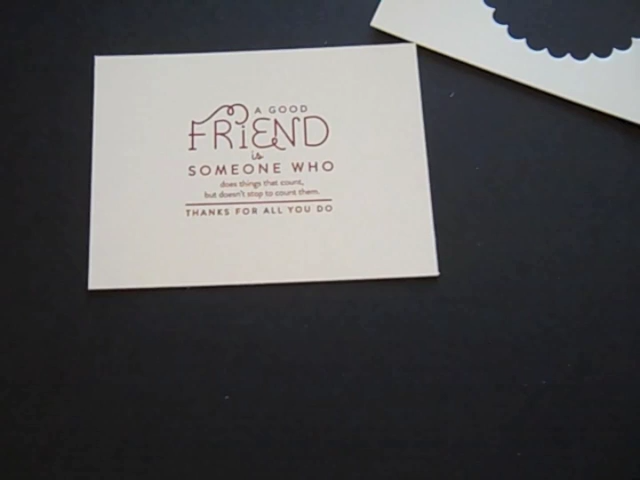 A GOOD
FRiEND
is
SOMEONE WHO
does things that count,
but doesn't stop to count them.
THANKS FOR ALL YOU DO